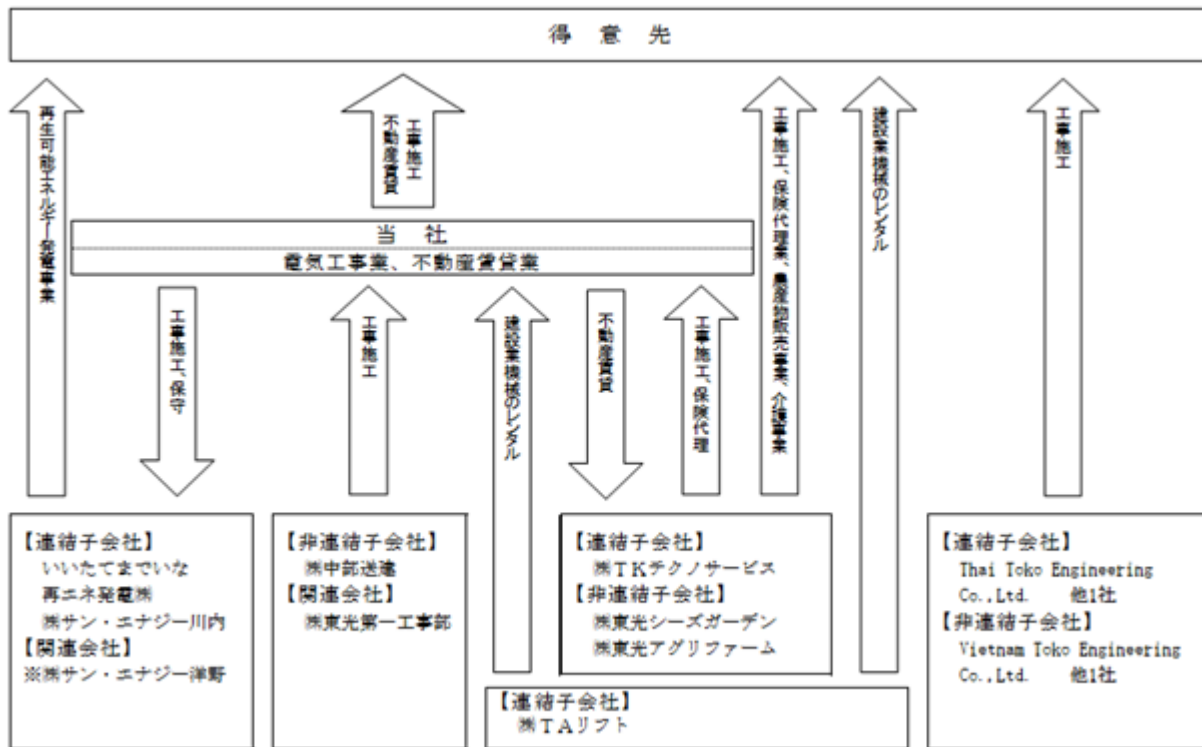 得 意 先
再生可能エネルギー発電事業
不動産賃貸
工事施工
工事施工、保険代理業、農産物販売事業、介護事業
建設業機械のレンタル
工事施工
当 社
電気工事業、不動産賃貸業
工事施工、保守
工事施工
建設業機械のレンタル
不動産賃貸
工事施工、保険代理
【連結子会社】
いいたてまでいな
再エネ発電㈱
㈱サン・エナジー川内
【関連会社】
※㈱サン・エナジー洋野
【非連結子会社】
㈱中部送建
【関連会社】
㈱東光第一工事部
【連結子会社】
㈱TKテクノサービス
【非連結子会社】
㈱東光シーズガーデン
㈱東光アグリファーム
【連結子会社】
㈱TAリフト
【連結子会社】
Thai Toko Engineering
Co.,Ltd. 他1社
【非連結子会社】
Vietnam Toko Engineering
Co.,Ltd. 他1社